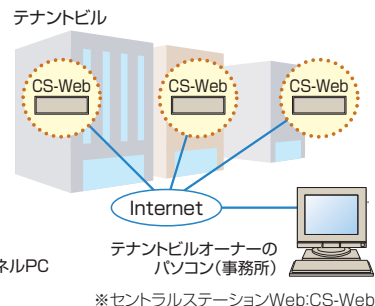 テナントビル
CS-Web CS-Web CS-Web
Internet
テナントビルオーナーの
パソコン(事務所)
ネルPC
※セントラルステーションWeb:CS-Web